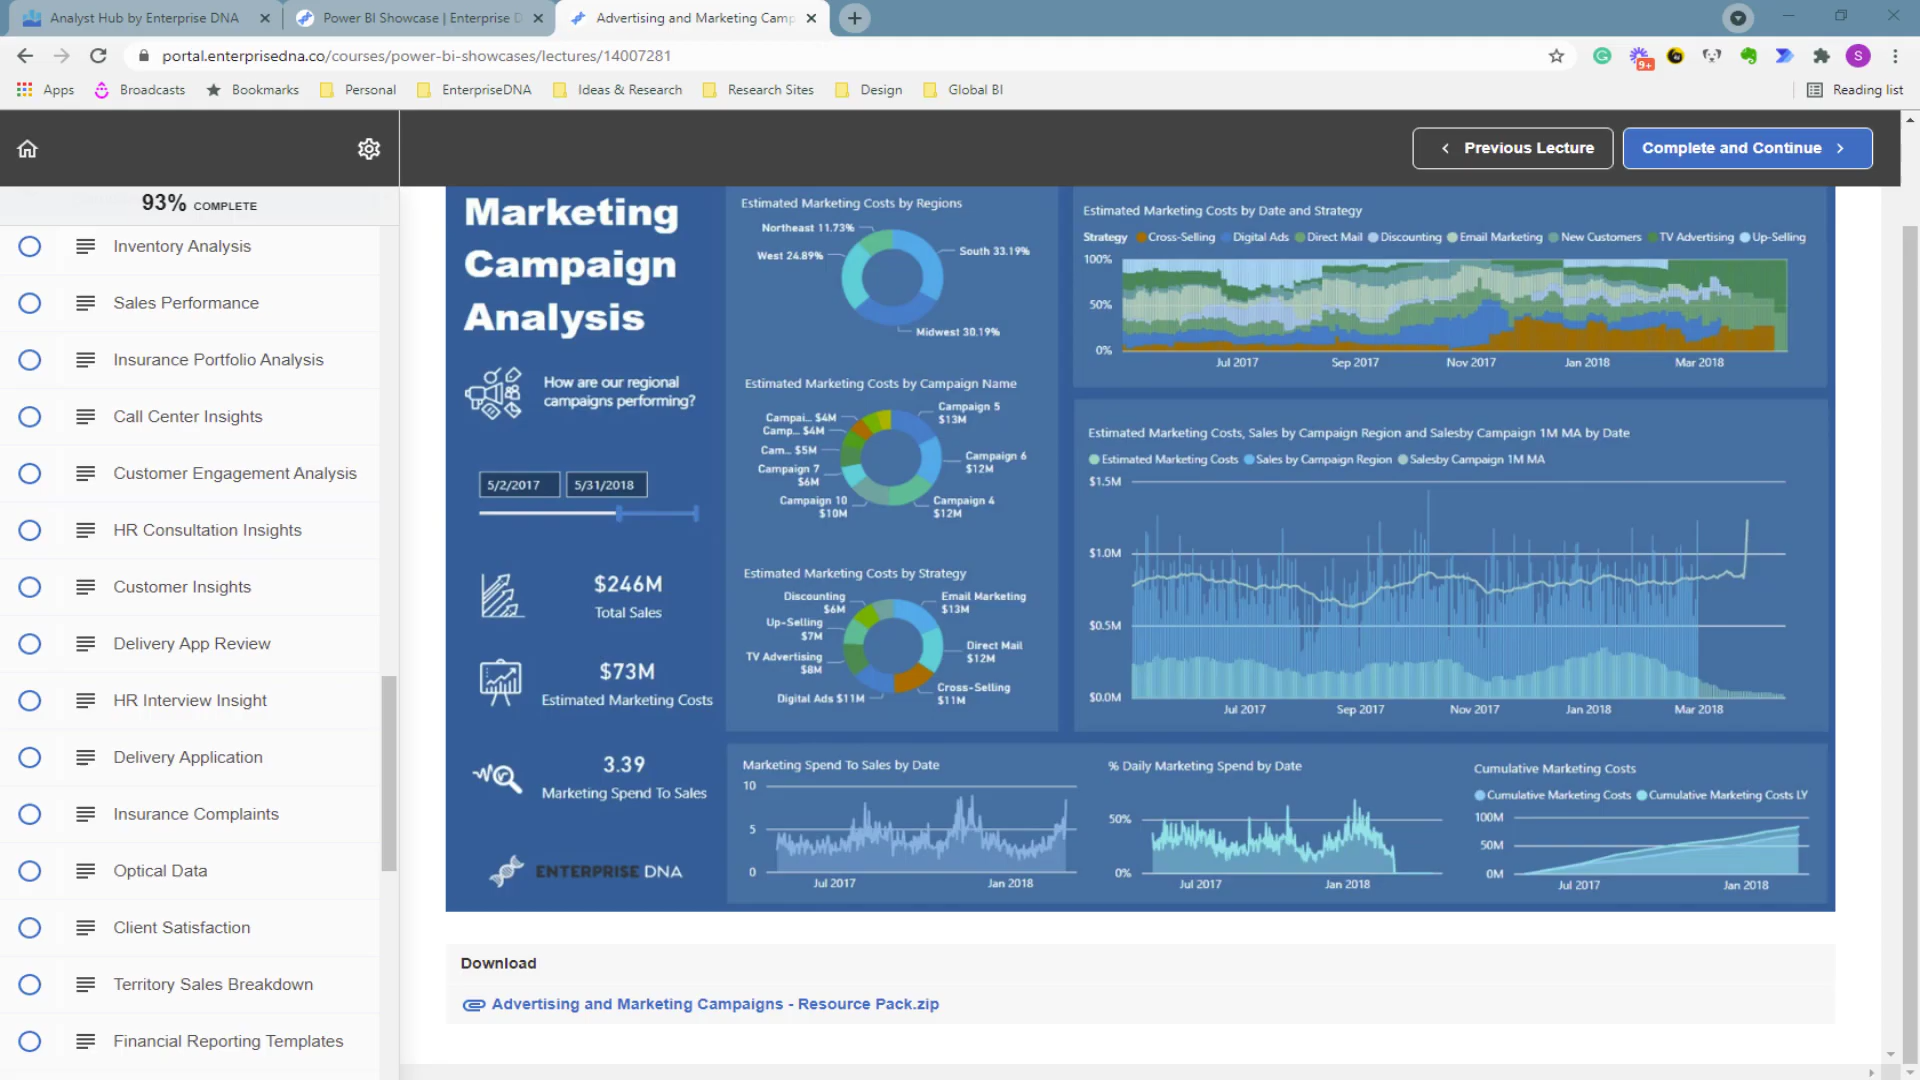 Analyst Hub by Enterprise DNA
Power BI Showcase | Enterprise D
Advertising and Marketing Camp
portal.enterprisedna.co/courses/power-bi-showcases/lectures/14007281
9+
S
Apps
Broadcasts
Bookmarks
Personal
EnterpriseDNA
Ideas & Research
Research Sites
Design
Global BI
Reading list
Previous Lecture
Complete and Continue
93% COMPLETE
Inventory Analysis
Sales Performance
Insurance Portfolio Analysis
Call Center Insights
Customer Engagement Analysis
HR Consultation Insights
Customer Insights
Delivery App Review
HR Interview Insight
Delivery Application
Insurance Complaints
Optical Data
Client Satisfaction
Territory Sales Breakdown
Financial Reporting Templates
Marketing
Campaign
Analysis
How are our regional
campaigns performing?
5/2/2017
5/31/2018
$246M
Total Sales
$73M
Estimated Marketing Costs
3.39
Marketing Spend To Sales
ENTERPRISE DNA
Estimated Marketing Costs by Regions
Northeast 11.73%
West 24.89%
South 33.19%
Midwest 30.19%
Estimated Marketing Costs by Campaign Name
Campai... $4M
Camp... $4M
Cam... $5M
Campaign 7
$6M
Campaign 10
$10M
Campaign 5
$13M
Campaign 6
$12M
Campaign 4
$12M
Estimated Marketing Costs by Strategy
Discounting
$6M
Up-Selling
$7M
TV Advertising
$8M
Digital Ads $11M
Email Marketing
$13M
Direct Mail
$12M
Cross-Selling
$11M
Estimated Marketing Costs by Date and Strategy
Strategy Cross-Selling Digital Ads Direct Mail Discounting Email Marketing New Customers TV Advertising Up-Selling
100%
50%
0%
Jul 2017 Sep 2017 Nov 2017 Jan 2018 Mar 2018
Estimated Marketing Costs, Sales by Campaign Region and Salesby Campaign 1M MA by Date
Estimated Marketing Costs Sales by Campaign Region Salesby Campaign 1M MA
$1.5M
$1.0M
$0.5M
$0.0M
Jul 2017 Sep 2017 Nov 2017 Jan 2018 Mar 2018
Marketing Spend To Sales by Date
10
5
0
Jul 2017 Jan 2018
% Daily Marketing Spend by Date
50%
0%
Jul 2017 Jan 2018
Cumulative Marketing Costs
Cumulative Marketing Costs Cumulative Marketing Costs LY
100M
50M
0M
Jul 2017 Jan 2018
Download
Advertising and Marketing Campaigns - Resource Pack.zip